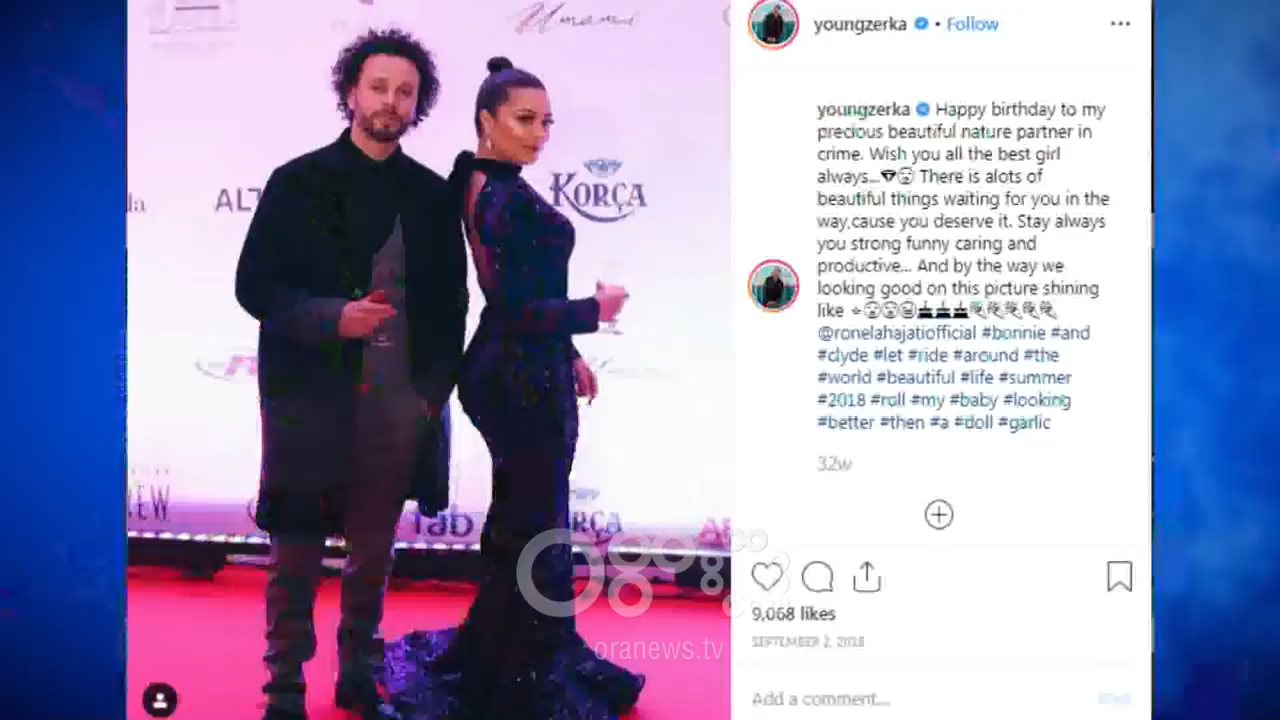 youngzerka • Follow
youngzerka Happy birthday to my
precious beautiful nature partner in
crime. Wish you all the best girl
always... There is alots of
beautiful things waiting for you in the
way,cause you deserve it. Stay always
you strong funny caring and
productive... And by the way we
looking good on this picture shining
like
@ronelahajatiofficial #bonnie #and
#clyde #let #ride #around #the
#world #beautiful #life #summer
#2018 #roll #my #baby #looking
#better #then #a #doll #garlic
32w
9,068 likes
SEPTEMBER 2, 2018
Add a comment...
Post
KORÇA
oranews.tv